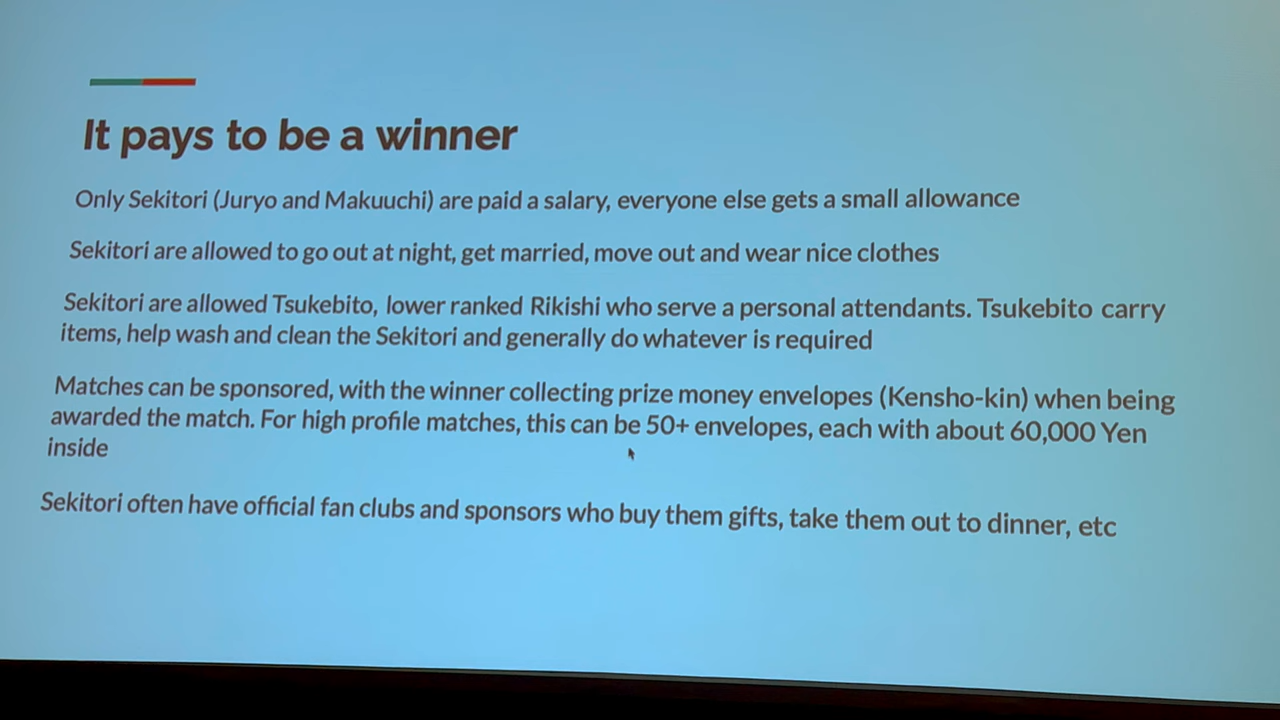 It pays to be a winner
Only Sekitori (Juryo and Makuuchi) are paid a salary, everyone else gets a small allowance
Sekitori are allowed to go out at night, get married, move out and wear nice clothes
Sekitori are allowed Tsukebito, lower ranked Rikishi who serve a personal attendants. Tsukebito carry
items, help wash and clean the Sekitori and generally do whatever is required
Matches can be sponsored, with the winner collecting prize money envelopes (Kensho-kin) when being
awarded the match. For high profile matches, this can be 50+ envelopes, each with about 60,000 Yen
inside
Sekitori often have official fan clubs and sponsors who buy them gifts, take them out to dinner, etc